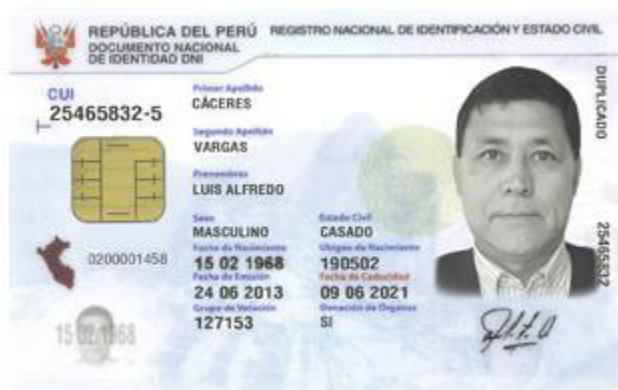 REPÚBLICA DEL PERÚ REGISTRO NACIONAL DE IDENTIFICACIÓN Y ESTADO CIVIL
DOCUMENTO NACIONAL
DE IDENTIDAD DNI
CUI
25465832-5
Primer Apellido
CÁCERES
Segundo Apellido
VARGAS
Prenombres
LUIS ALFREDO
Sexo Estado Civil
MASCULINO CASADO
Fecha de Nacimiento Ubigeo de Nacimiento
15 02 1968 190502
Fecha de Emisión Fecha de Caducidad
24 06 2013 09 06 2021
Grupo de Votación Donación de Organos
127153 SI
0200001458
15 02 1968
DUPLICADO
25465832